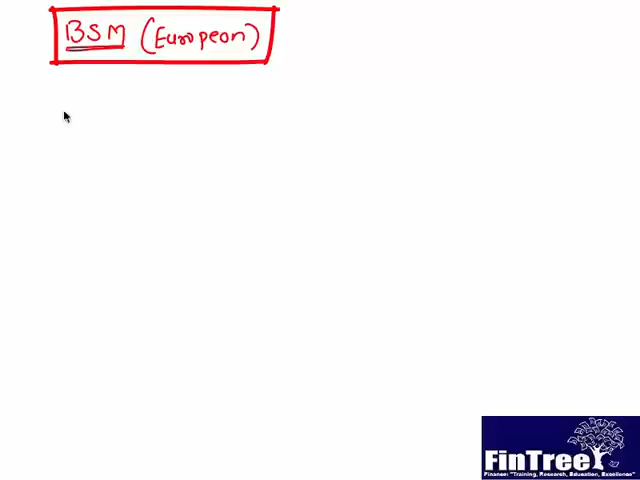 BSM (European)
FinTree
Finance: "Training, Research, Education, Excellence"